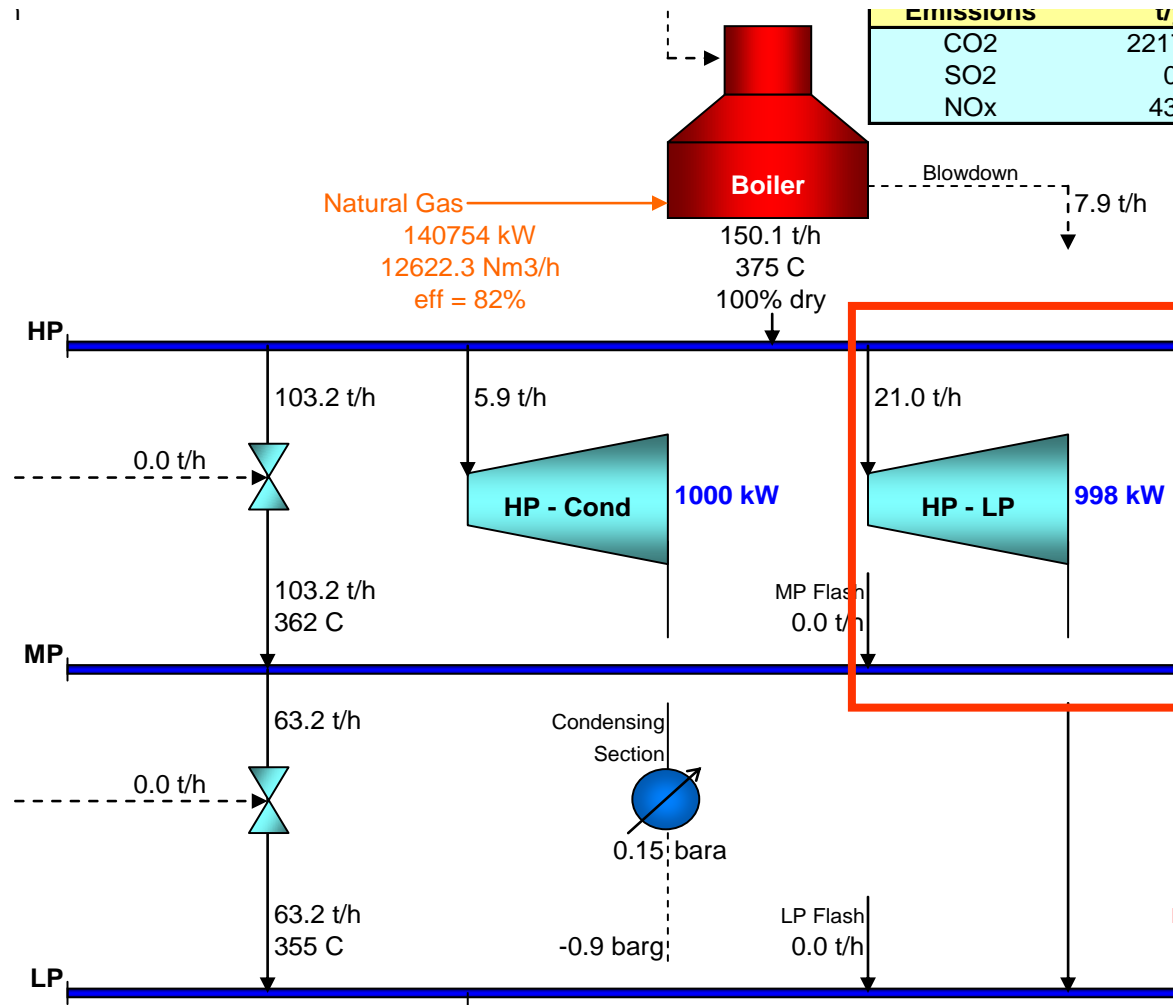 Emissions t/
CO2 2217
SO2 0
NOx 43
Boiler
Blowdown
7.9 t/h
Natural Gas
140754 kW
12622.3 Nm3/h
eff = 82%
150.1 t/h
375 C
100% dry
HP
103.2 t/h
5.9 t/h
21.0 t/h
0.0 t/h
HP - Cond
1000 kW
HP - LP
998 kW
103.2 t/h
362 C
MP Flash
0.0 t/h
MP
63.2 t/h
Condensing
Section
0.0 t/h
0.15 bara
63.2 t/h
355 C
-0.9 barg
LP Flash
0.0 t/h
LP